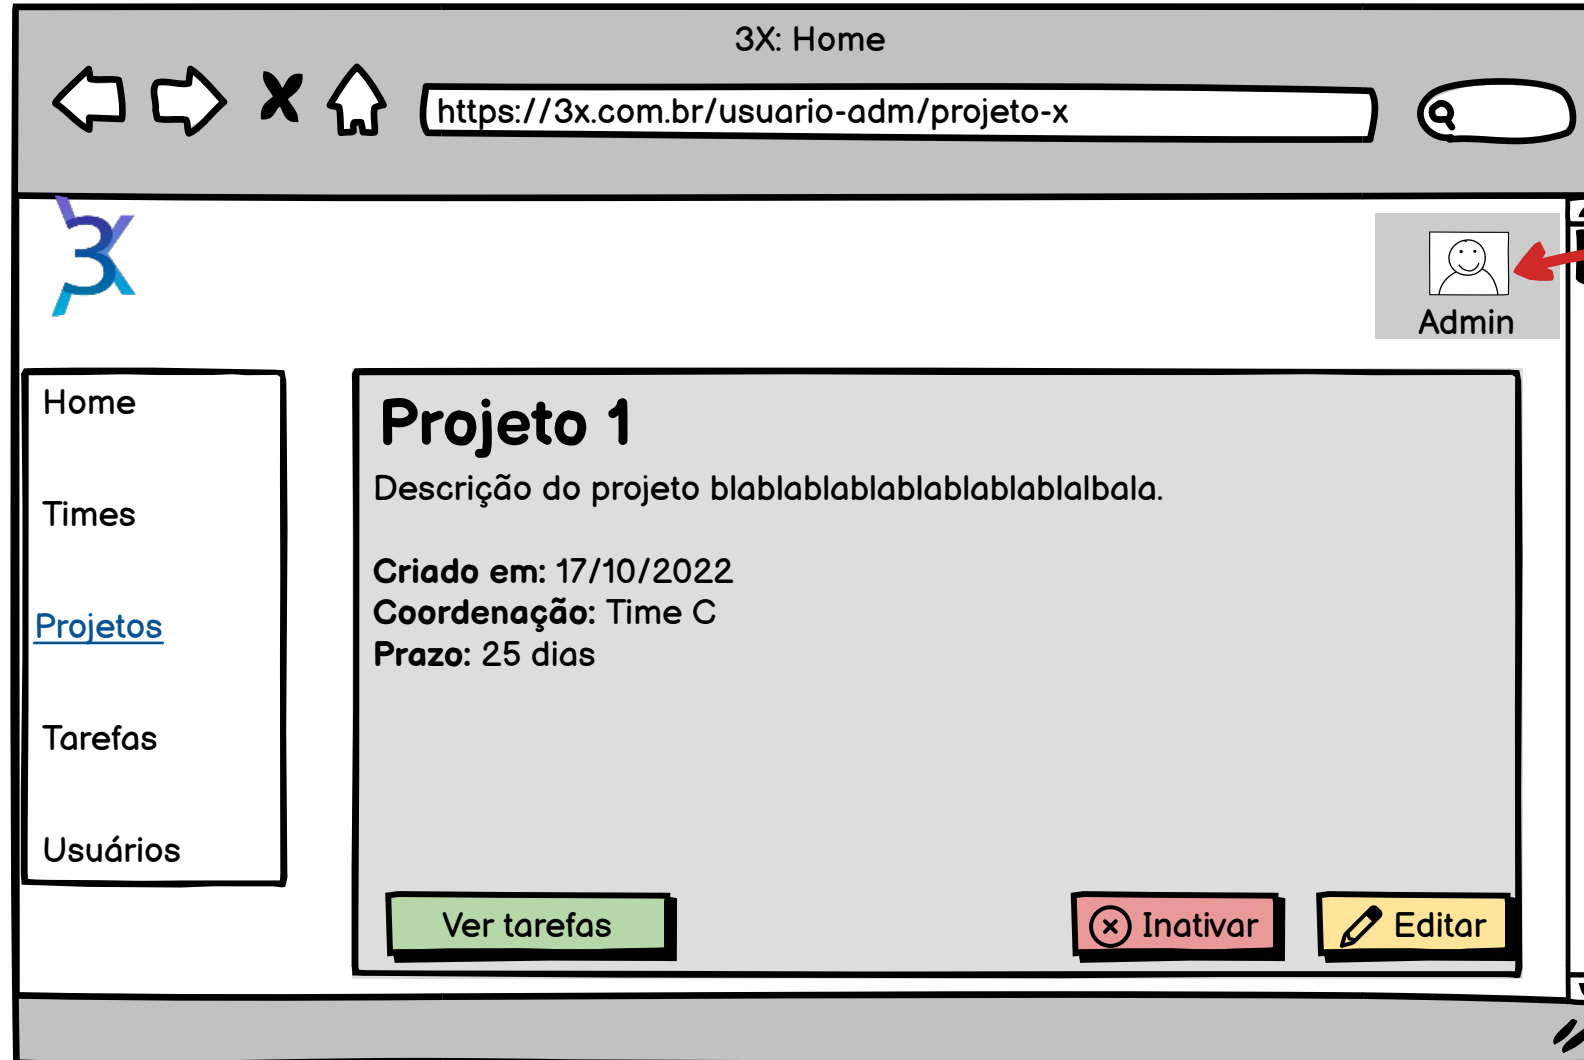 3X: Home
https://3x.com.br/usuario-adm/projeto-x
3X
Admin
Home
Times
Projetos
Tarefas
Usuários
Projeto 1
Descrição do projeto blablablablablablablablalbala.
Criado em: 17/10/2022
Coordenação: Time C
Prazo: 25 dias
Ver tarefas
Inativar
Editar